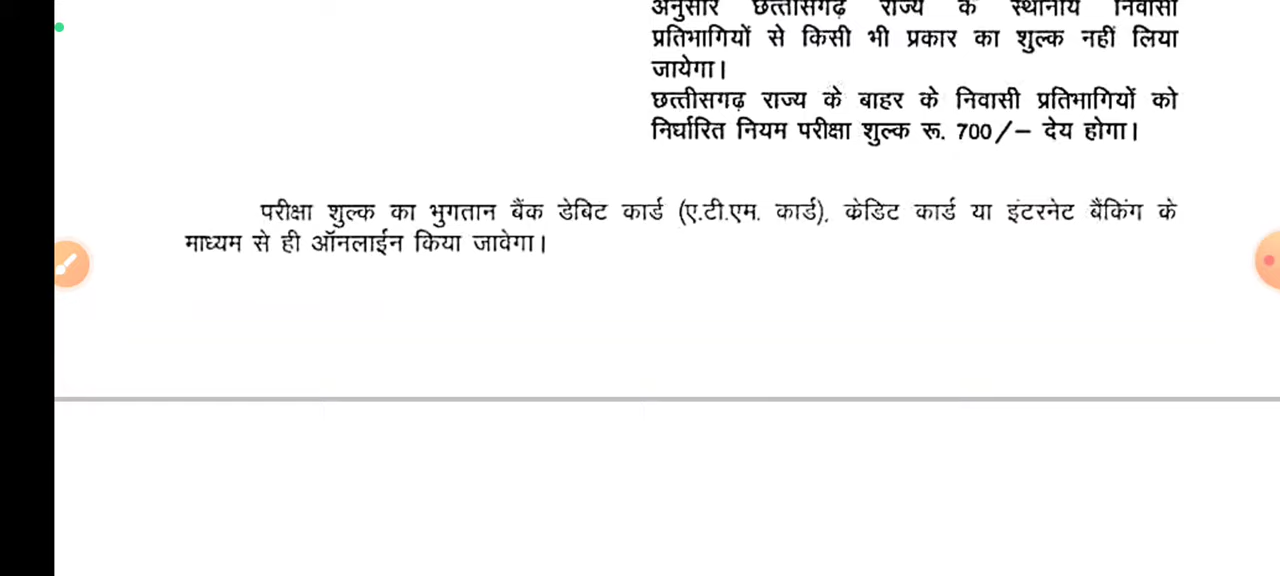 अनुसार छत्तीसगढ़ राज्य के स्थानीय निवासी
प्रतिभागियों से किसी भी प्रकार का शुल्क नहीं लिया
जायेगा।
छत्तीसगढ़ राज्य के बाहर के निवासी प्रतिभागियों को
निर्धारित नियम परीक्षा शुल्क रू. 700/– देय होगा।
परीक्षा शुल्क का भुगतान बैंक डेबिट कार्ड (ए.टी.एम. कार्ड), क्रेडिट कार्ड या इंटरनेट बैंकिंग के
माध्यम से ही ऑनलाईन किया जावेगा।